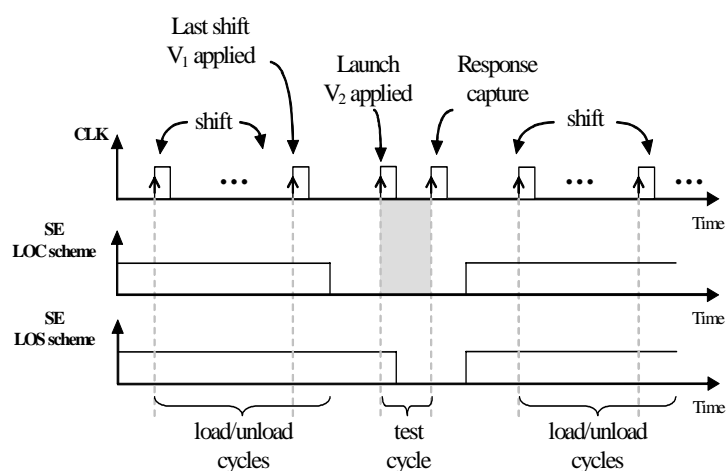 Last shift
V1 applied
Launch
V2 applied
Response
capture
shift
shift
CLK
•••
•••
•••
Time
SE
LOC scheme
Time
SE
LOS scheme
Time
load/unload
cycles
test
cycle
load/unload
cycles